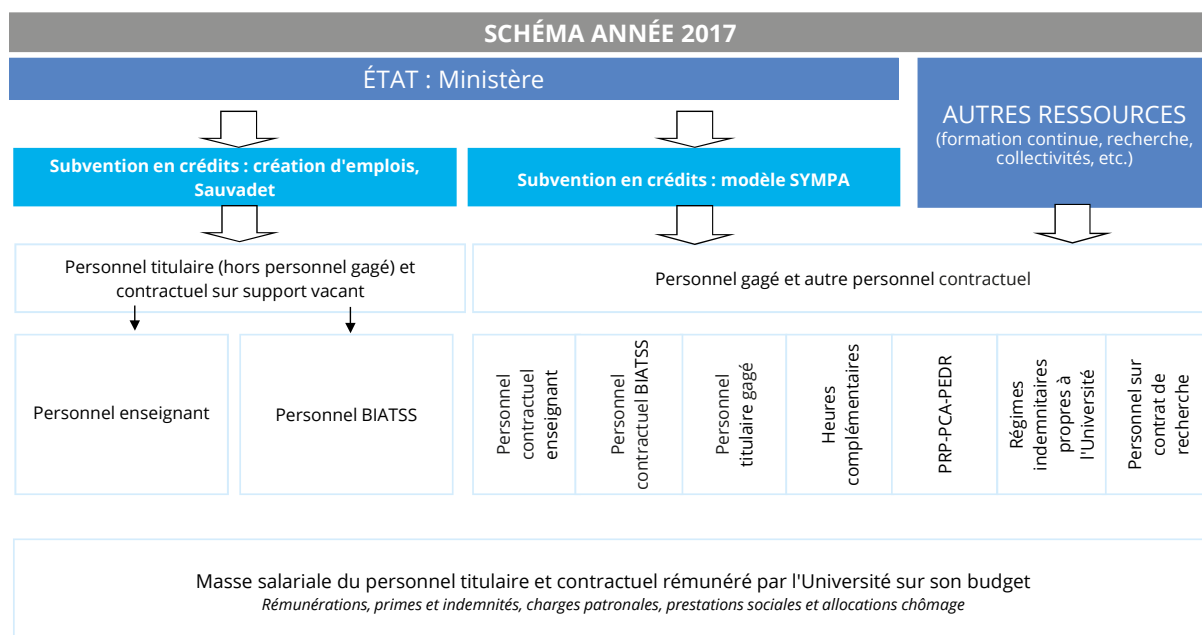 SCHÉMA ANNÉE 2017
ÉTAT : Ministère
AUTRES RESSOURCES
(formation continue, recherche,
collectivités, etc.)
Subvention en crédits : création d'emplois,
Sauvadet
Subvention en crédits : modèle SYMPA
Personnel titulaire (hors personnel gagé) et
contractuel sur support vacant
Personnel gagé et autre personnel contractuel
Personnel enseignant
Personnel BIATSS
Personnel
contractuel
enseignant
Personnel
contractuel BIATSS
Personnel
titulaire gagé
Heures
complémentaires
PRP-PCA-PEDR
Régimes
indemnitaires
propres à
l'Université
Personnel sur
contrat de
recherche
Masse salariale du personnel titulaire et contractuel rémunéré par l'Université sur son budget
Rémunérations, primes et indemnités, charges patronales, prestations sociales et allocations chômage